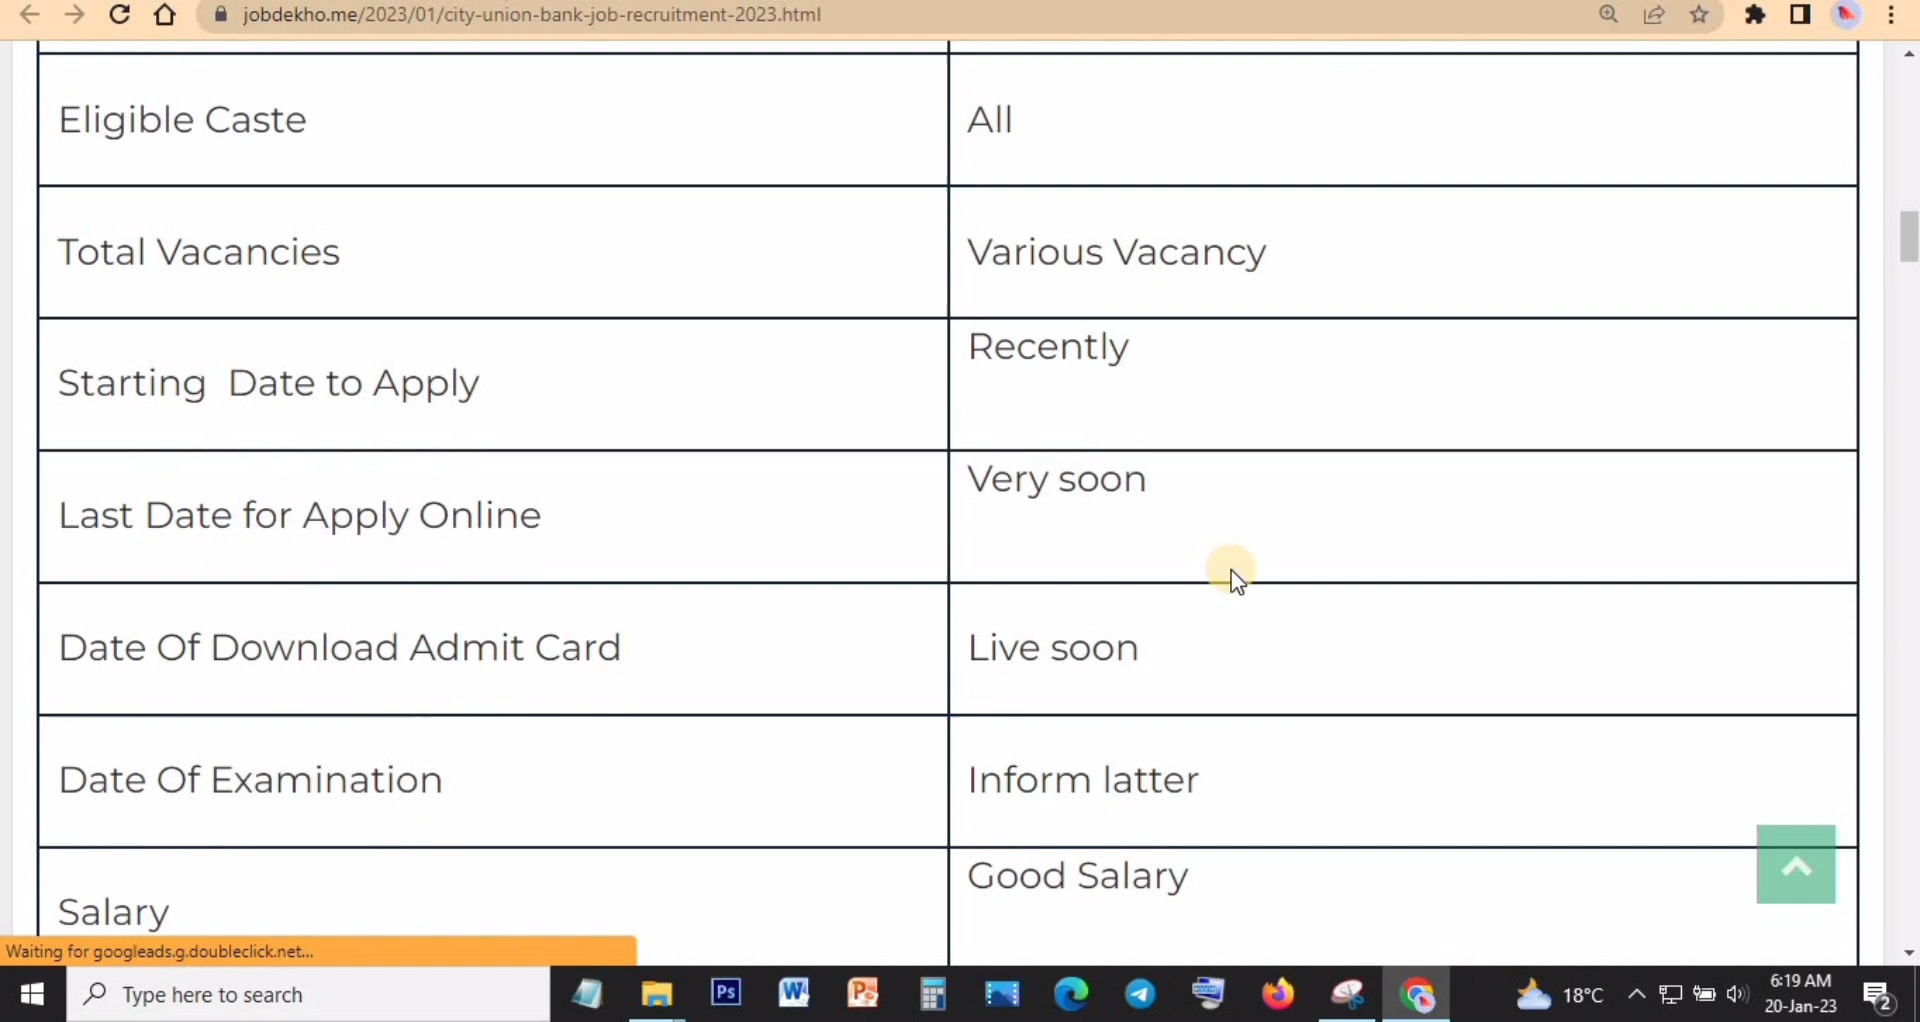 jobdekho.me/2023/01/city-union-bank-job-recruitment-2023.html
Eligible Caste
All
Total Vacancies
Various Vacancy
Starting  Date to Apply
Recently
Last Date for Apply Online
Very soon
Date Of Download Admit Card
Live soon
Date Of Examination
Inform latter
Salary
Good Salary
Waiting for googleads.g.doubleclick.net...
Type here to search
Ps
W
P
18°C
6:19 AM
20-Jan-23
2